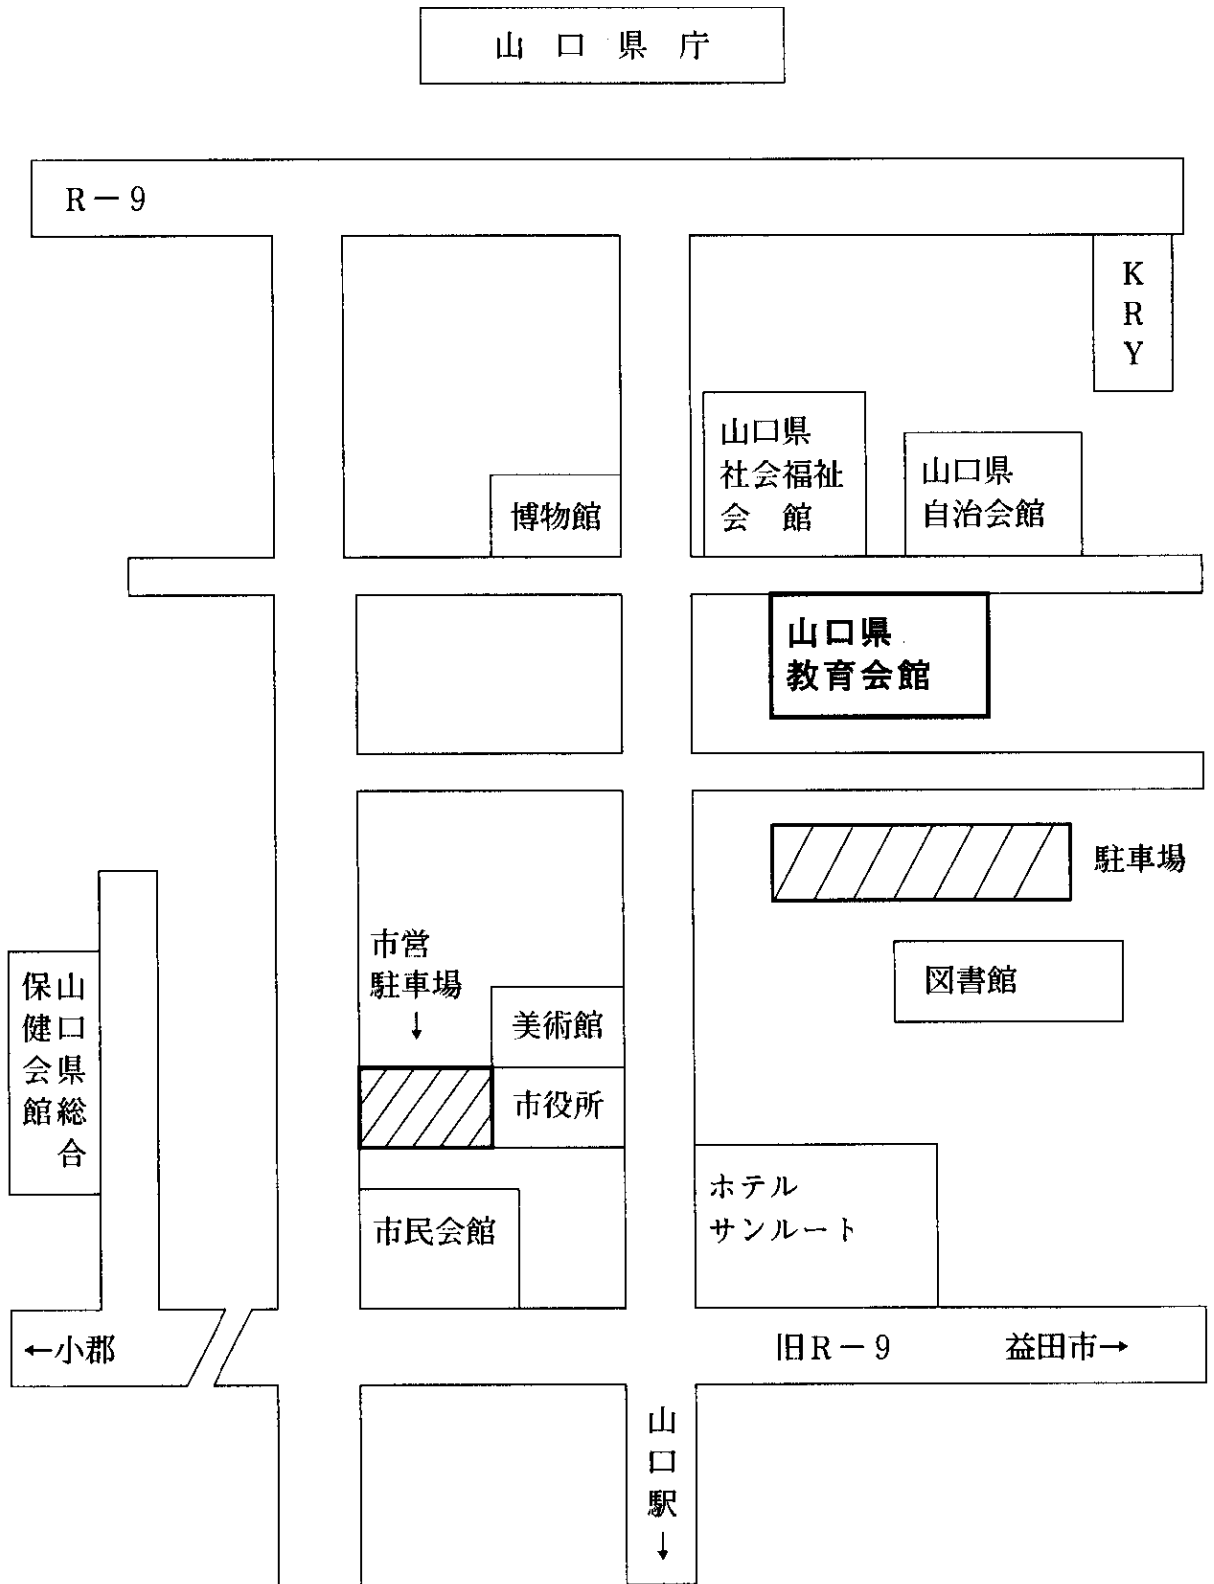 山口県庁
R－9
KRY
山口県
社会福祉
会館
山口県
自治会館
博物館
山口県
教育会館
駐車場
市営
駐車場
↓
図書館
美術館
山口県総合
保健会館
市役所
ホテル
サンルート
市民会館
←小郡
旧R－9
益田市→
山口駅↓